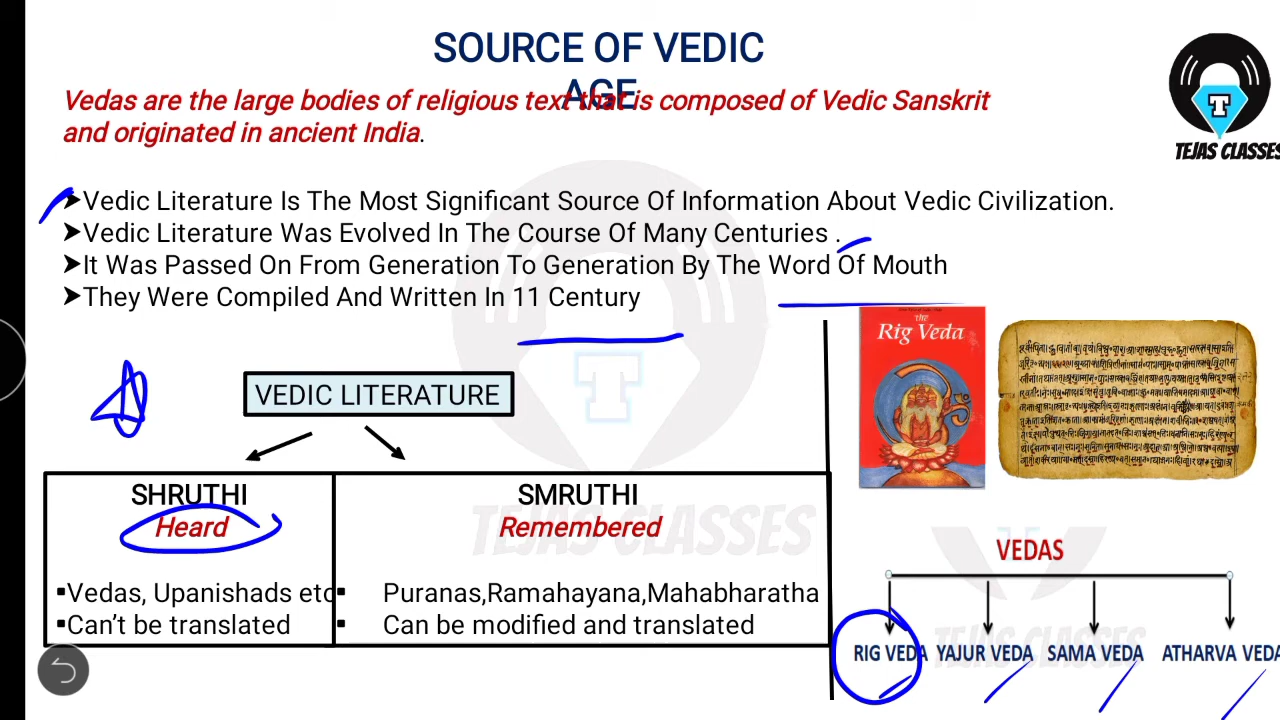 SOURCE OF VEDIC
AGE
Vedas are the large bodies of religious text that is composed of Vedic Sanskrit
and originated in ancient India.
T
TEJAS CLASSES
➤Vedic Literature Is The Most Significant Source Of Information About Vedic Civilization.
➤Vedic Literature Was Evolved In The Course Of Many Centuries .
➤It Was Passed On From Generation To Generation By The Word Of Mouth
➤They Were Compiled And Written In 11 Century
the
Rig Veda
VEDIC LITERATURE
SHRUTHI
Heard
▪Vedas, Upanishads etc
▪Can’t be translated
SMRUTHI
Remembered
▪ Puranas,Ramahayana,Mahabharatha
▪ Can be modified and translated
TEJAS CLASSES
VEDAS
RIG VEDA YAJUR VEDA SAMA VEDA ATHARVA VEDA
TEJAS CLASSES